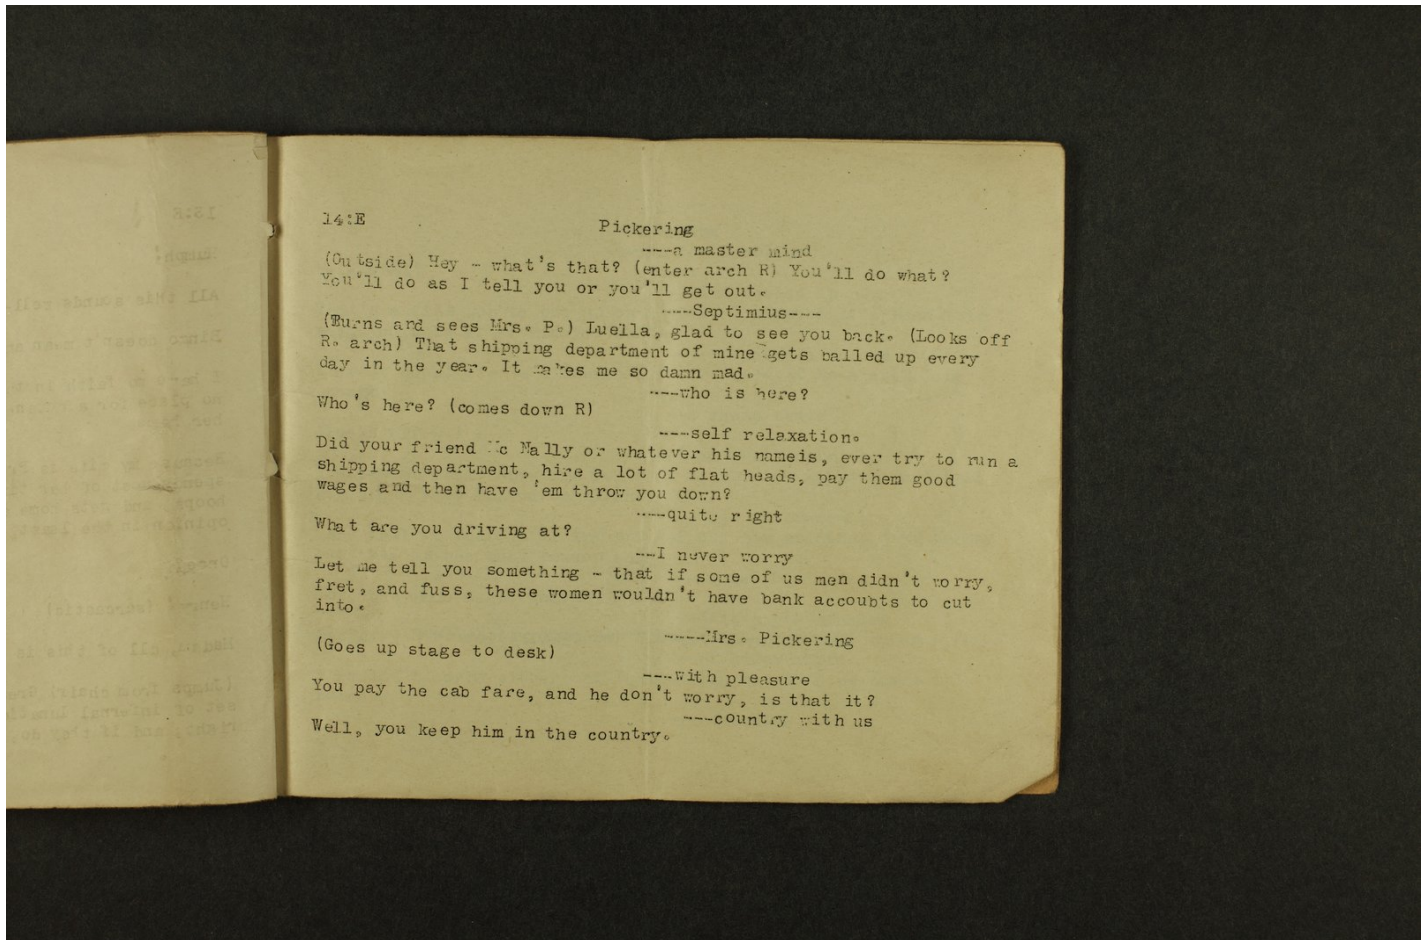 14:E
Pickering
----a master mind
(Outside) Hey - what's that? (enter arch R) You'll do what?
You'll do as I tell you or you'll get out.
----Septimius---
(Turns and sees Mrs. P.) Luella, glad to see you back. (Looks off
R. arch) That shipping department of mine gets balled up every
day in the year. It makes me so damn mad.
----who is here?
Who's here? (comes down R)
----self relaxation.
Did your friend Mc Nally or whatever his nameis, ever try to run a
shipping department, hire a lot of flat heads, pay them good
wages and then have 'em throw you down?
----quite right
What are you driving at?
---I never worry
Let me tell you something - that if some of us men didn't worry,
fret, and fuss, these women wouldn't have bank accoubts to cut
into.
-----Mrs. Pickering
(Goes up stage to desk)
----with pleasure
You pay the cab fare, and he don't worry, is that it?
----country with us
Well, you keep him in the country.